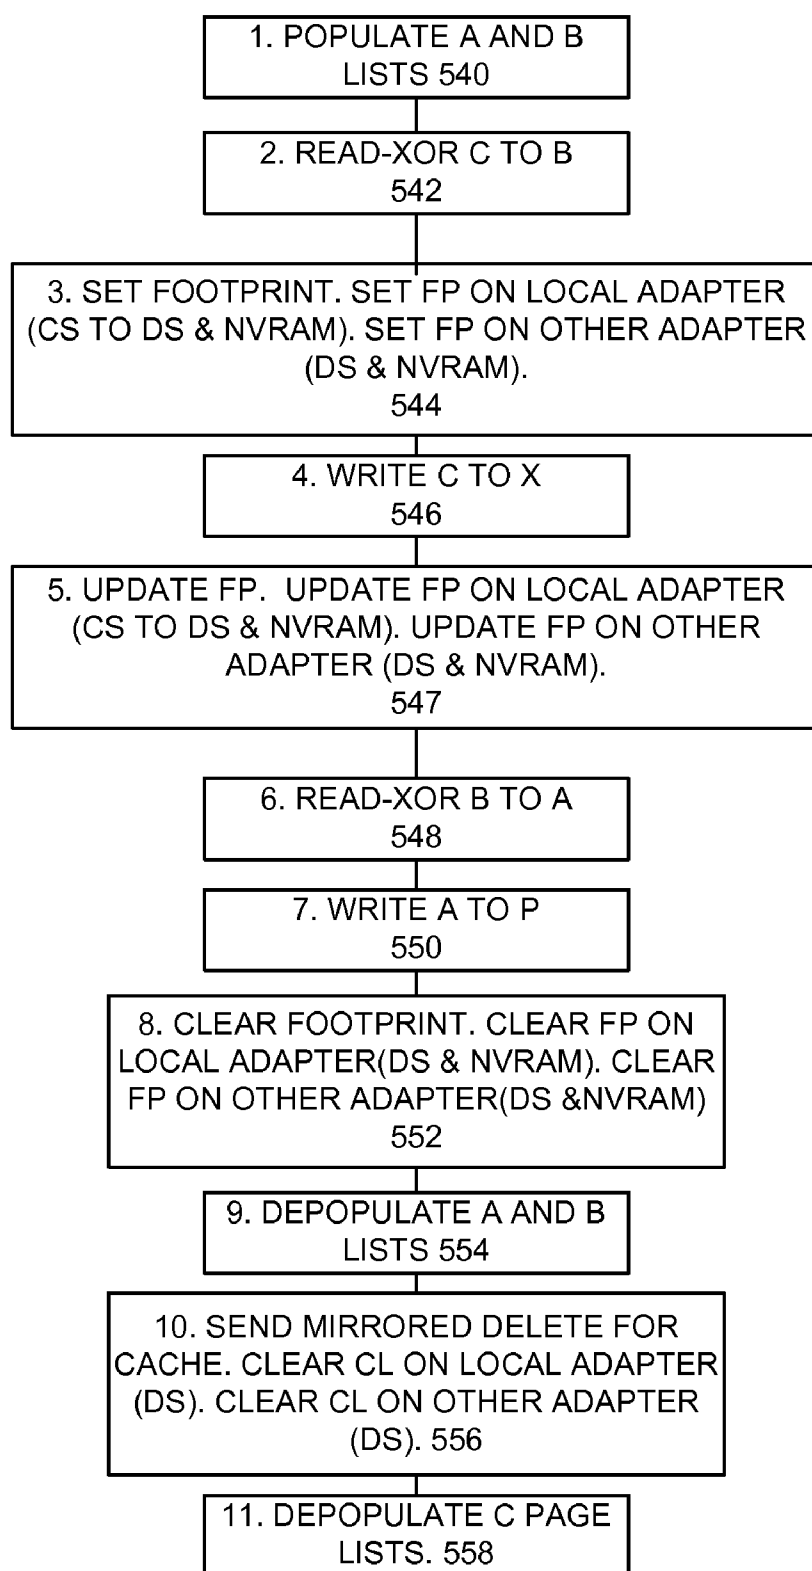 1. POPULATE A AND B
LISTS 540
2. READ-XOR C TO B
542
3. SET FOOTPRINT. SET FP ON LOCAL ADAPTER
(CS TO DS & NVRAM). SET FP ON OTHER ADAPTER
(DS & NVRAM).
544
4. WRITE C TO X
546
5. UPDATE FP. UPDATE FP ON LOCAL ADAPTER
(CS TO DS & NVRAM). UPDATE FP ON OTHER
ADAPTER (DS & NVRAM).
547
6. READ-XOR B TO A
548
7. WRITE A TO P
550
8. CLEAR FOOTPRINT. CLEAR FP ON
LOCAL ADAPTER(DS & NVRAM). CLEAR
FP ON OTHER ADAPTER(DS &NVRAM)
552
9. DEPOPULATE A AND B
LISTS 554
10. SEND MIRRORED DELETE FOR
CACHE. CLEAR CL ON LOCAL ADAPTER
(DS). CLEAR CL ON OTHER ADAPTER
(DS). 556
11. DEPOPULATE C PAGE
LISTS. 558